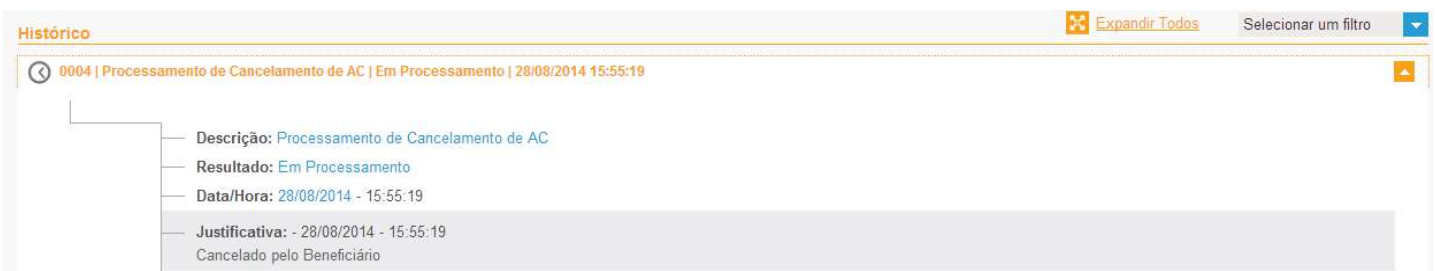 Histórico
Expandir Todos
Selecionar um filtro
0004 | Processamento de Cancelamento de AC | Em Processamento | 28/08/2014 15:55:19
Descrição: Processamento de Cancelamento de AC
Resultado: Em Processamento
Data/Hora: 28/08/2014 - 15:55:19
Justificativa: - 28/08/2014 - 15:55:19
Cancelado pelo Beneficiário